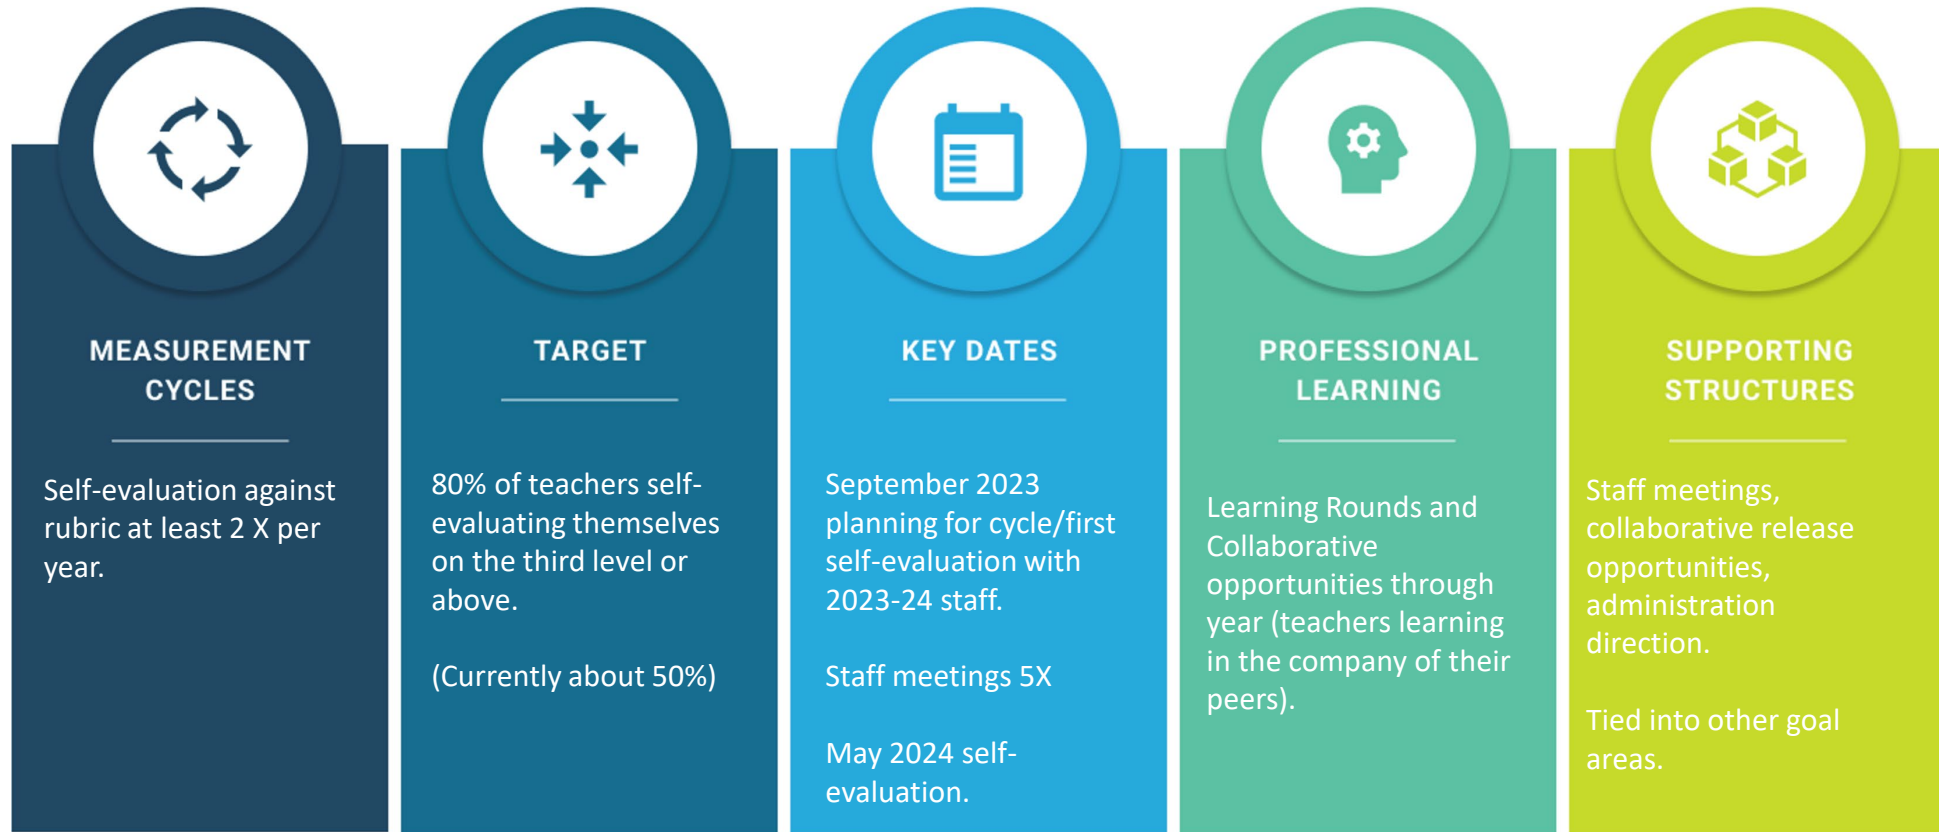 MEASUREMENT
CYCLES
Self-evaluation against
rubric at least 2 X per
year.
TARGET
80% of teachers self-
evaluating themselves
on the third level or
above.
(Currently about 50%)
KEY DATES
September 2023
planning for cycle/first
self-evaluation with
2023-24 staff.
Staff meetings 5X
May 2024 self-
evaluation.
PROFESSIONAL
LEARNING
Learning Rounds and
Collaborative
opportunities through
year (teachers learning
in the company of their
peers).
SUPPORTING
STRUCTURES
Staff meetings,
collaborative release
opportunities,
administration
direction.
Tied into other goal
areas.